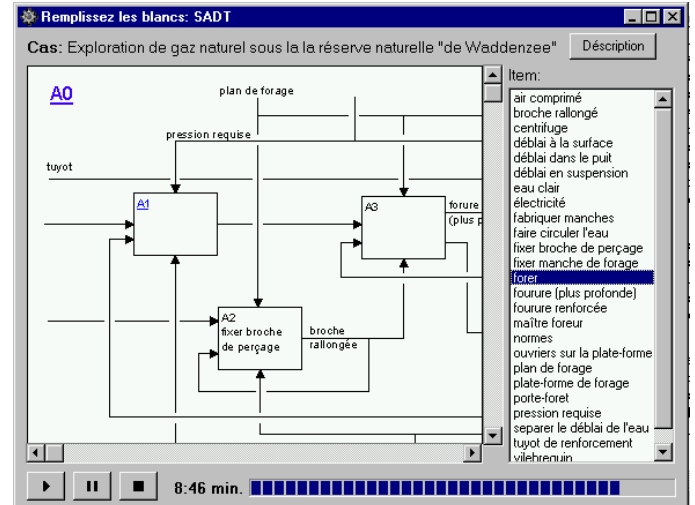 Remplissez les blancs: SADT
Cas: Exploration de gaz naturel sous la la réserve naturelle "de Waddenzee"
Déscription
A0
plan de forage
pression requise
tuyot
A1
A3
forure
(plus p
A2
fixer broche
de perçage
broche
rallongée
Item:
air comprimé
broche rallongé
centrifuge
déblai à la surface
déblai dans le puit
déblai en suspension
eau clair
électricité
fabriquer manches
faire circuler l'eau
fixer broche de perçage
fixer manche de forage
forer
fourure (plus profonde)
fourure renforcée
maître foreur
normes
ouvriers sur la plate-forme
plan de forage
plate-forme de forage
porte-foret
pression requise
separer le déblai de l'eau
tuyot de renforcement
vilebrequin
8:46 min.